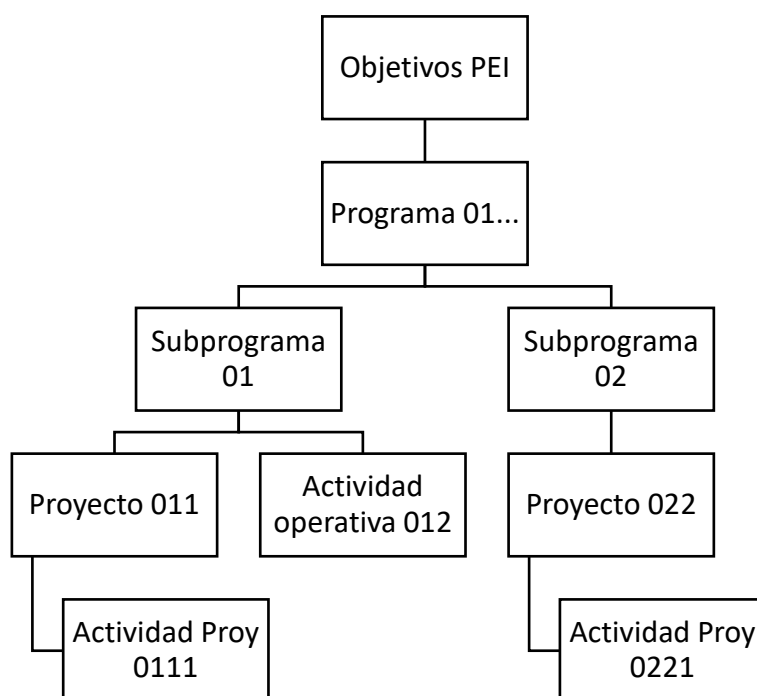 Objetivos PEI
Programa 01...
Subprograma
01
Subprograma
02
Proyecto 011
Actividad
operativa 012
Proyecto 022
Actividad Proy
0111
Actividad Proy
0221